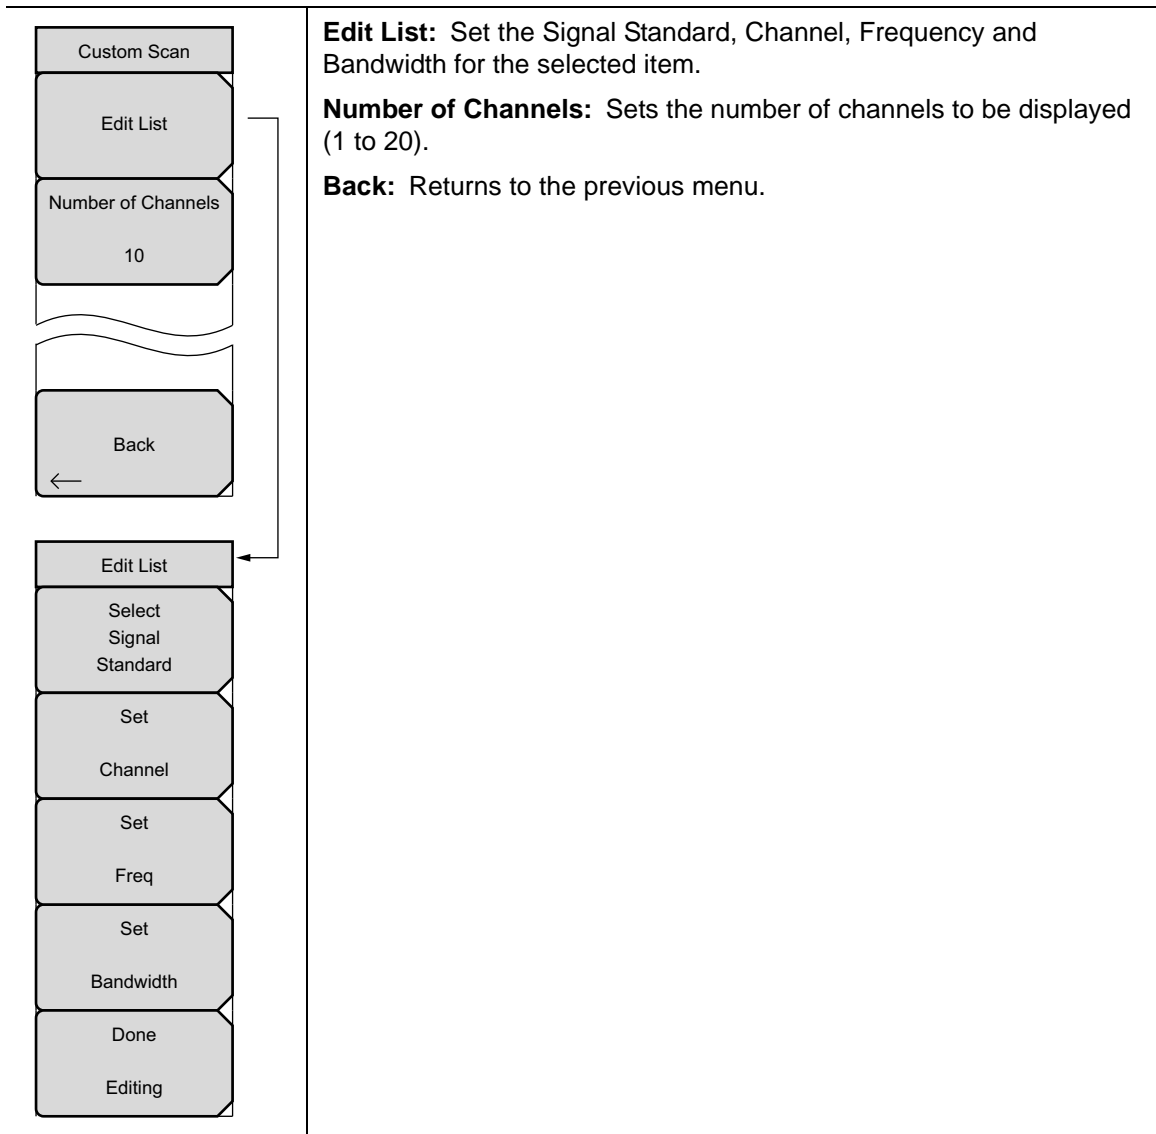 Custom Scan
Edit List
Number of Channels
10
Back
Edit List
Select
Signal
Standard
Set
Channel
Set
Freq
Set
Bandwidth
Done
Editing
Edit List: Set the Signal Standard, Channel, Frequency and
Bandwidth for the selected item.
Number of Channels: Sets the number of channels to be displayed
(1 to 20).
Back: Returns to the previous menu.